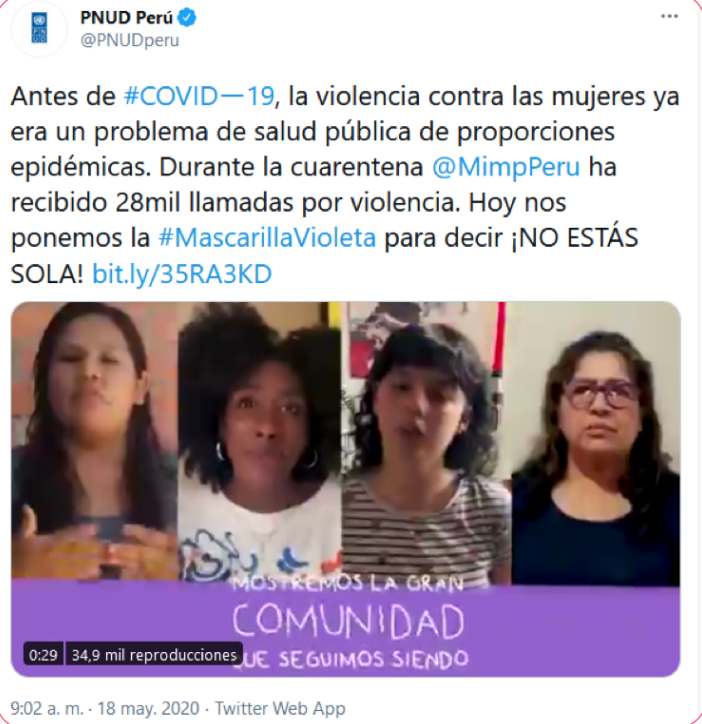 PNUD Perú
@PNUDperu
Antes de #COVID—19, la violencia contra las mujeres ya
era un problema de salud pública de proporciones
epidémicas. Durante la cuarentena @MimpPeru ha
recibido 28mil llamadas por violencia. Hoy nos
ponemos la #MascarillaVioleta para decir ¡NO ESTÁS
SOLA! bit.ly/35RA3KD
MOSTREMOS LA GRAN
COMUNIDAD
0:29 34,9 mil reproducciones
UE SEGUIMOS SIENDO
9:02 a. m. · 18 may. 2020 · Twitter Web App